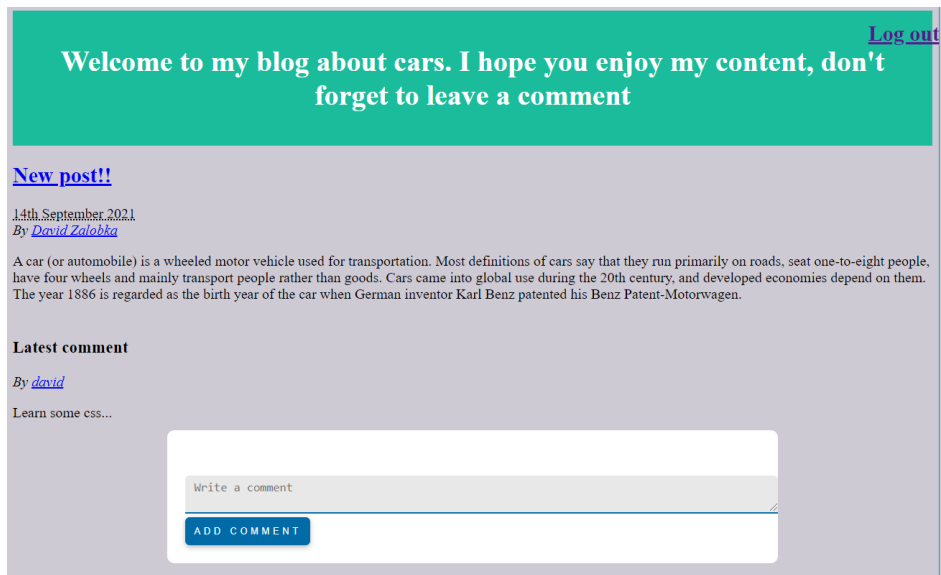 Log out
Welcome to my blog about cars. I hope you enjoy my content, don't
forget to leave a comment
New post!!
14th September 2021
By David Zalobka
A car (or automobile) is a wheeled motor vehicle used for transportation. Most definitions of cars say that they run primarily on roads, seat one-to-eight people,
have four wheels and mainly transport people rather than goods. Cars came into global use during the 20th century, and developed economies depend on them.
The year 1886 is regarded as the birth year of the car when German inventor Karl Benz patented his Benz Patent-Motorwagen.
Latest comment
By david
Learn some css...
Write a comment
ADD COMMENT